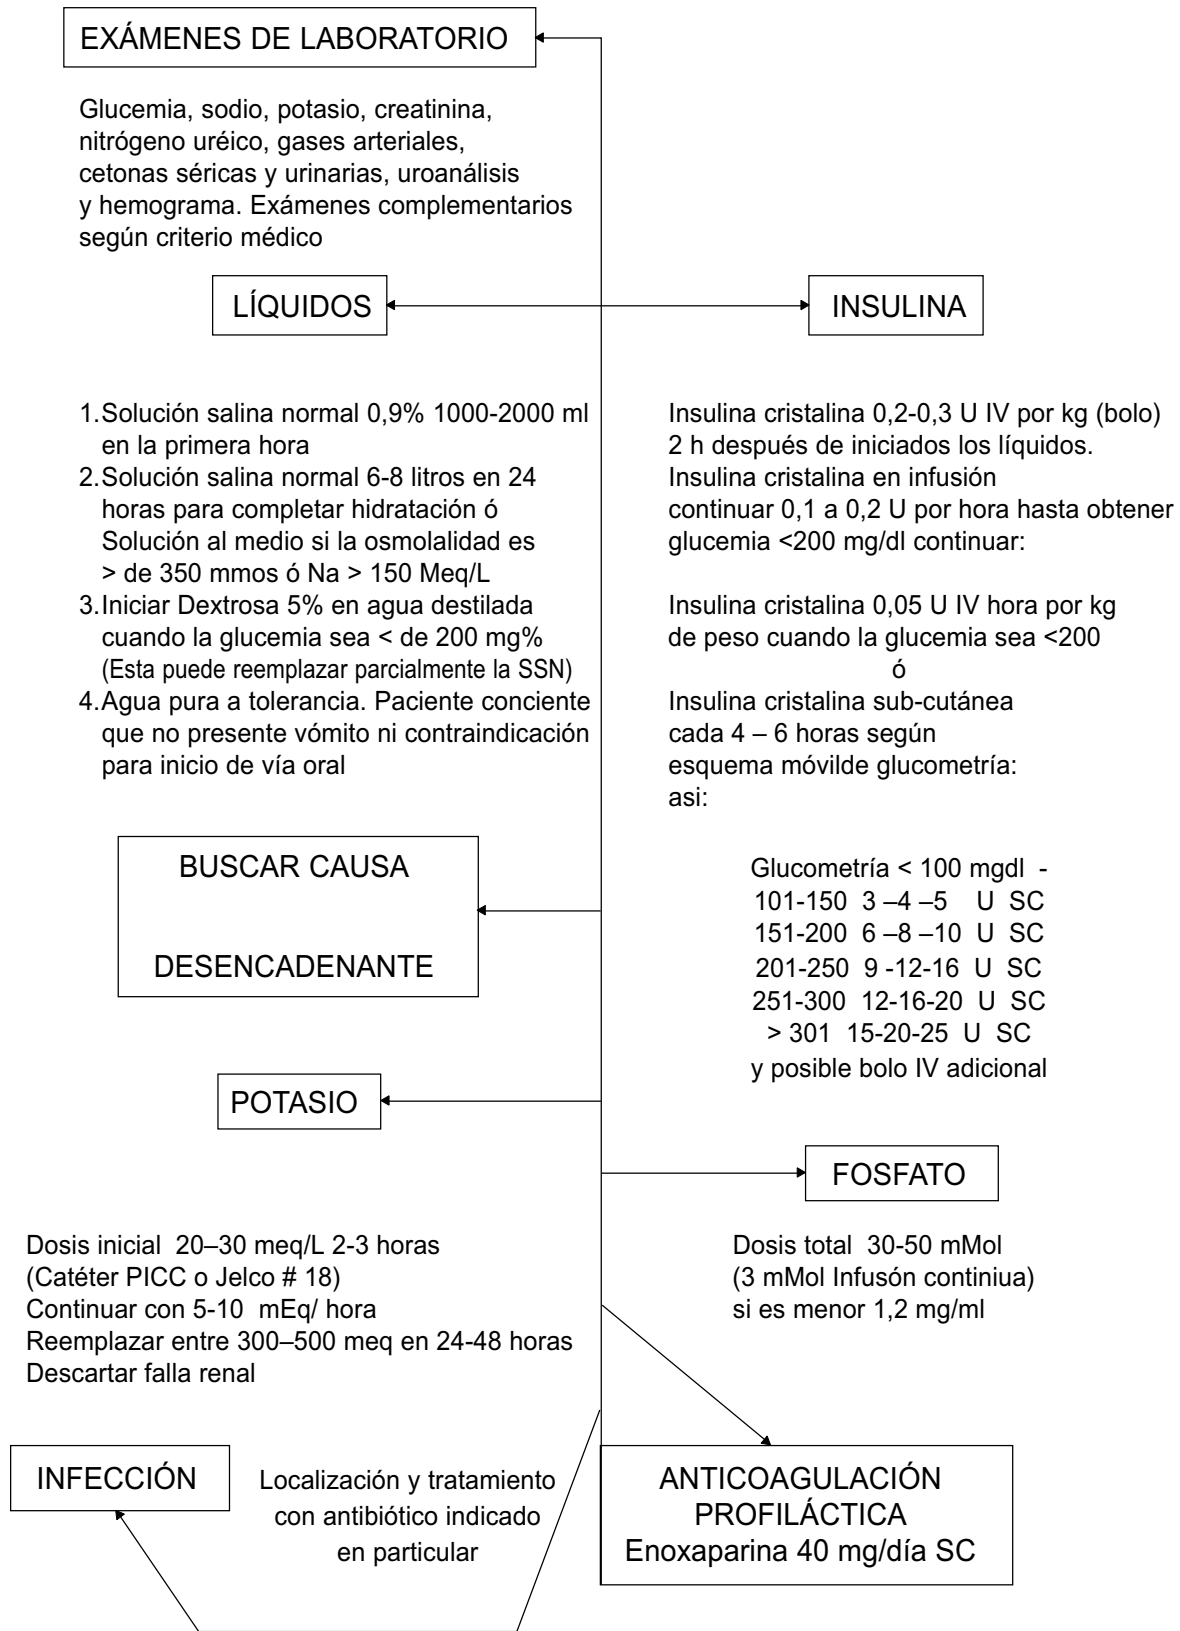 EXÁMENES DE LABORATORIO
Glucemia, sodio, potasio, creatinina,
nitrógeno uréico, gases arteriales,
cetonas séricas y urinarias, uroanálisis
y hemograma. Exámenes complementarios
según criterio médico
LÍQUIDOS
1.Solución salina normal 0,9% 1000-2000 ml
en la primera hora
2.Solución salina normal 6-8 litros en 24
horas para completar hidratación ó
Solución al medio si la osmolalidad es
> de 350 mmos ó Na > 150 Meq/L
3.Iniciar Dextrosa 5% en agua destilada
cuando la glucemia sea < de 200 mg%
(Esta puede reemplazar parcialmente la SSN)
4.Agua pura a tolerancia. Paciente conciente
que no presente vómito ni contraindicación
para inicio de vía oral
INSULINA
Insulina cristalina 0,2-0,3 U IV por kg (bolo)
2 h después de iniciados los líquidos.
Insulina cristalina en infusión
continuar 0,1 a 0,2 U por hora hasta obtener
glucemia <200 mg/dl continuar:
Insulina cristalina 0,05 U IV hora por kg
de peso cuando la glucemia sea <200
ó
Insulina cristalina sub-cutánea
cada 4 – 6 horas según
esquema móvilde glucometría:
asi:
Glucometría < 100 mgdl -
101-150 3 –4 –5 U SC
151-200 6 –8 –10 U SC
201-250 9 -12-16 U SC
251-300 12-16-20 U SC
> 301 15-20-25 U SC
y posible bolo IV adicional
BUSCAR CAUSA
DESENCADENANTE
POTASIO
Dosis inicial 20–30 meq/L 2-3 horas
(Catéter PICC o Jelco # 18)
Continuar con 5-10 mEq/ hora
Reemplazar entre 300–500 meq en 24-48 horas
Descartar falla renal
FOSFATO
Dosis total 30-50 mMol
(3 mMol Infusón continiua)
si es menor 1,2 mg/ml
INFECCIÓN
Localización y tratamiento
con antibiótico indicado
en particular
ANTICOAGULACIÓN
PROFILÁCTICA
Enoxaparina 40 mg/día SC